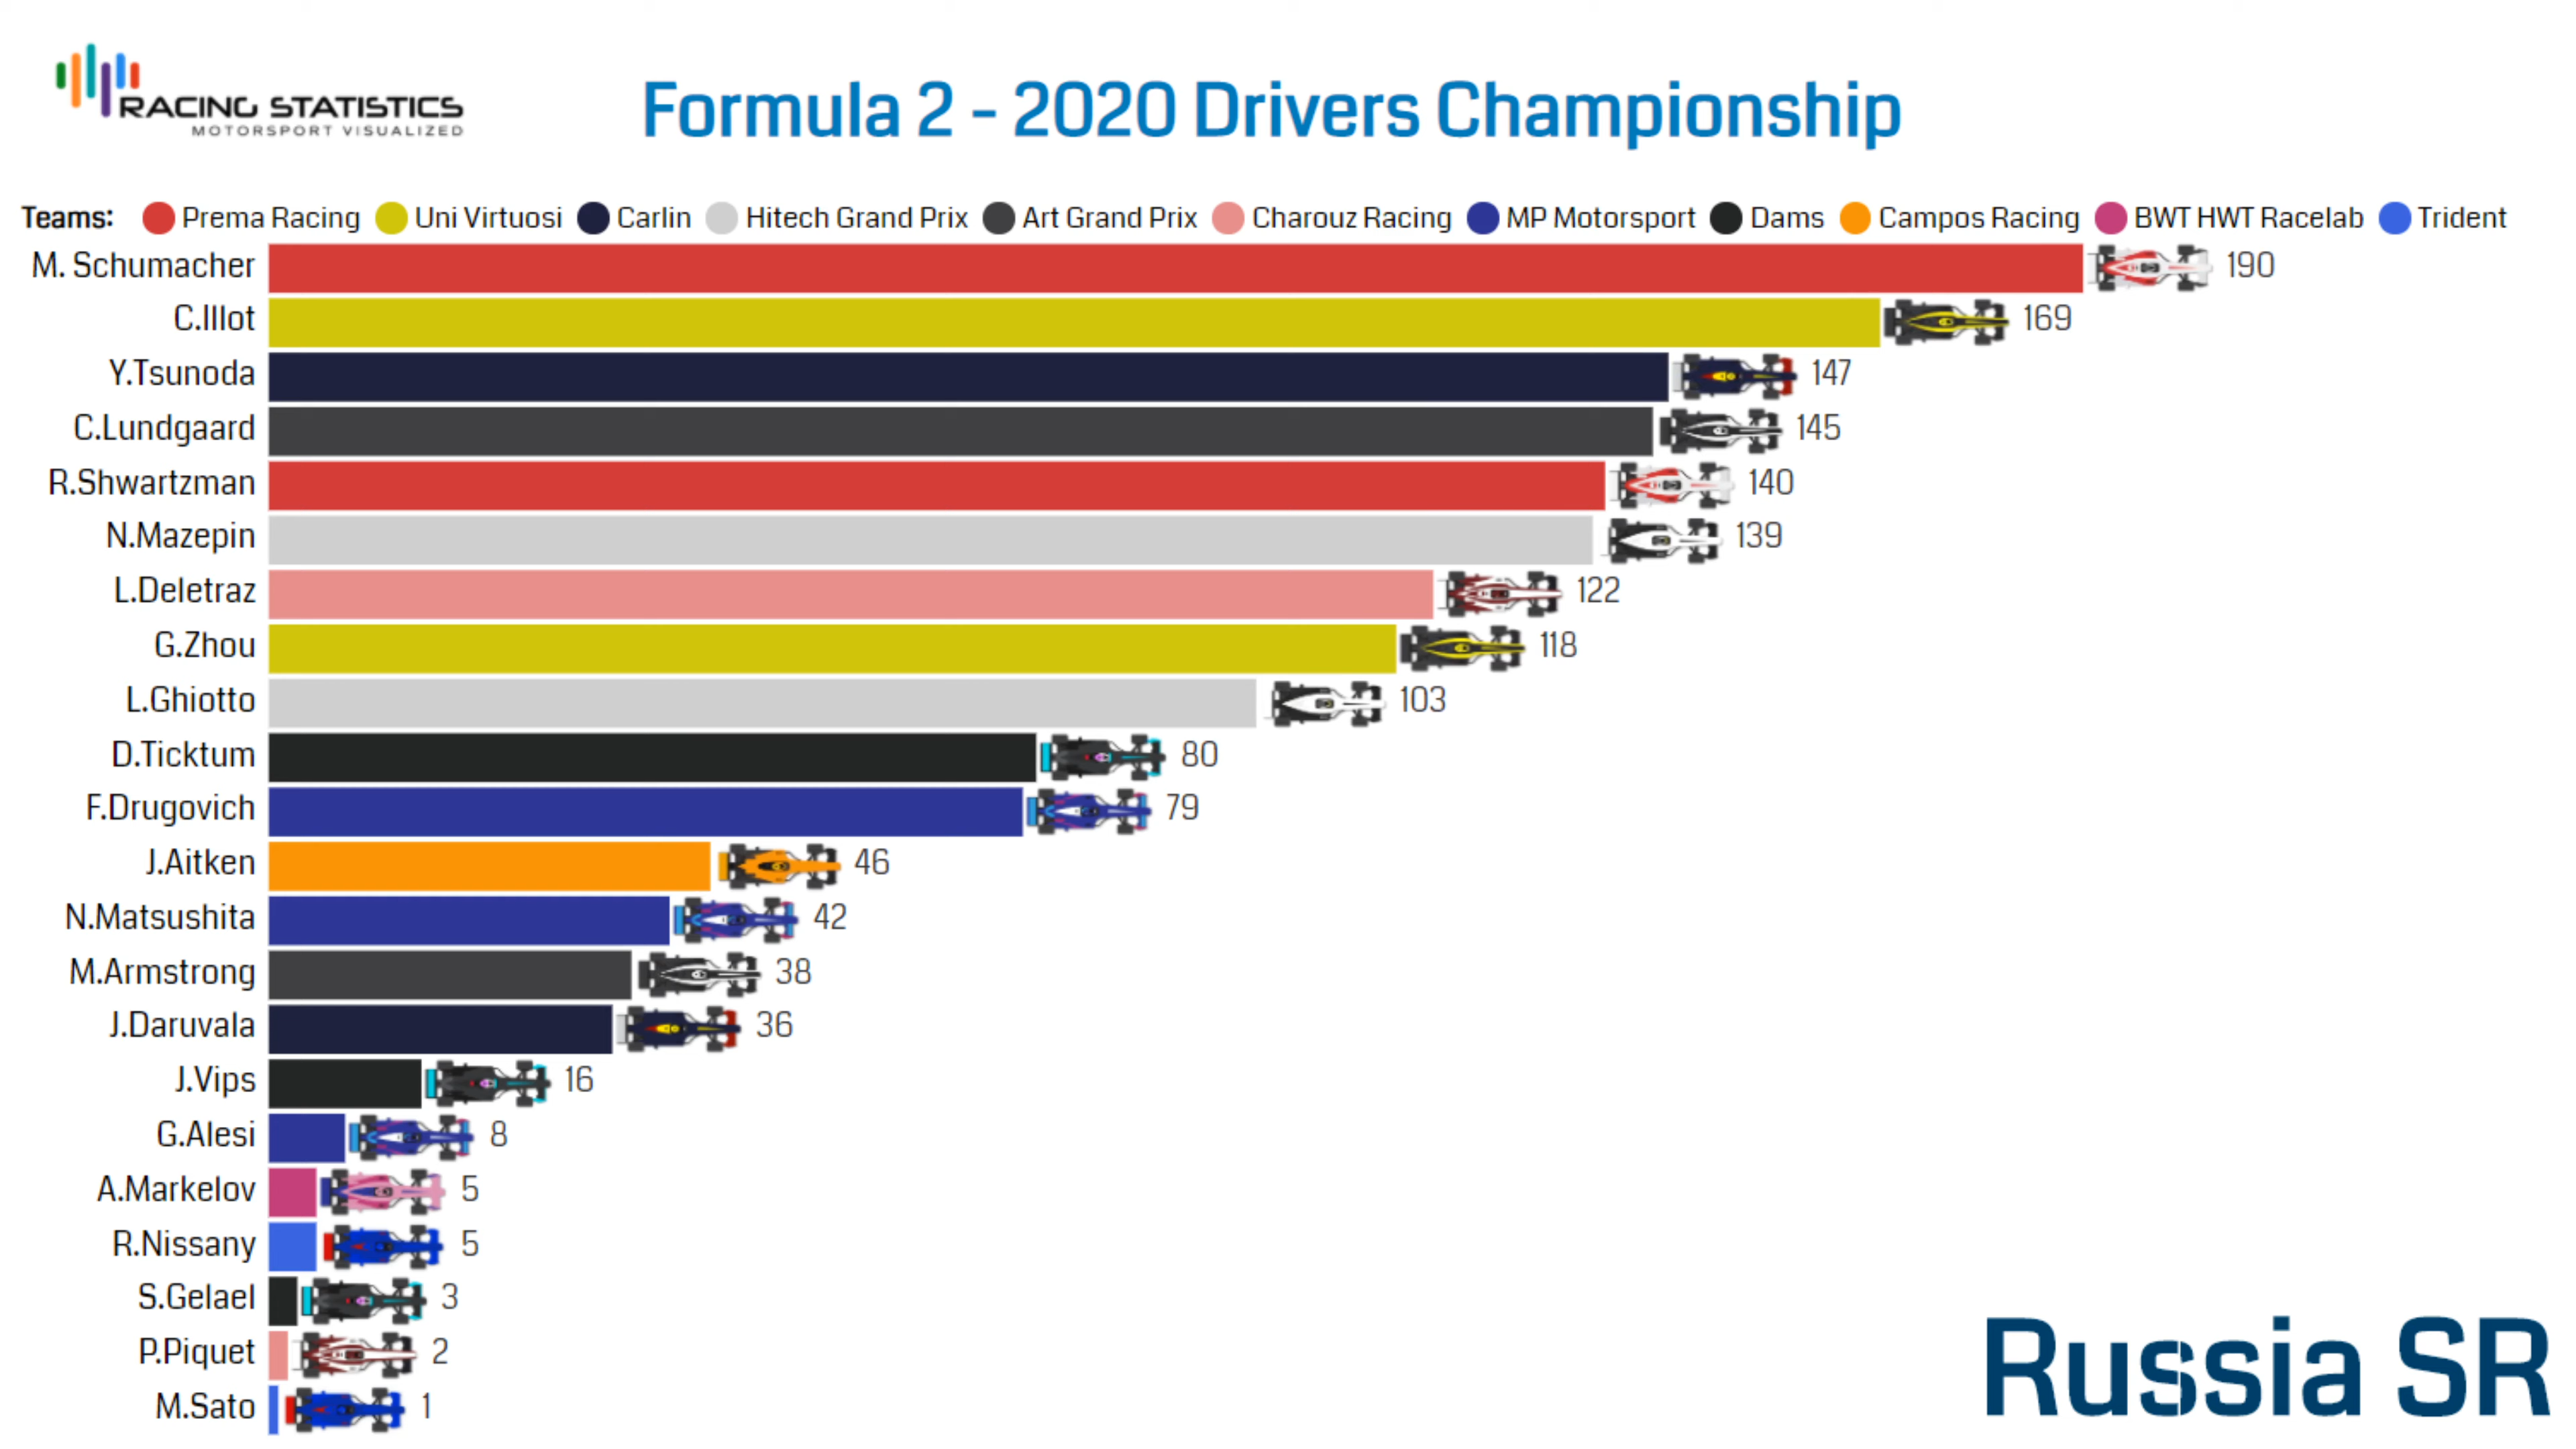 RACING STATISTICS
MOTORSPORT VISUALIZED
Formula 2 - 2020 Drivers Championship
Teams: Prema Racing Uni Virtuosi Carlin Hitech Grand Prix Art Grand Prix Charouz Racing MP Motorsport Dams Campos Racing BWT HWT Racelab Trident
M. Schumacher 190
C.Illot 169
Y.Tsunoda 147
C.Lundgaard 145
R.Shwartzman 140
N.Mazepin 139
L.Deletraz 122
G.Zhou 118
L.Ghiotto 103
D.Ticktum 80
F.Drugovich 79
J.Aitken 46
N.Matsushita 42
M.Armstrong 38
J.Daruvala 36
J.Vips 16
G.Alesi 8
A.Markelov 5
R.Nissany 5
S.Gelael 3
P.Piquet 2
M.Sato 1
Russia SR